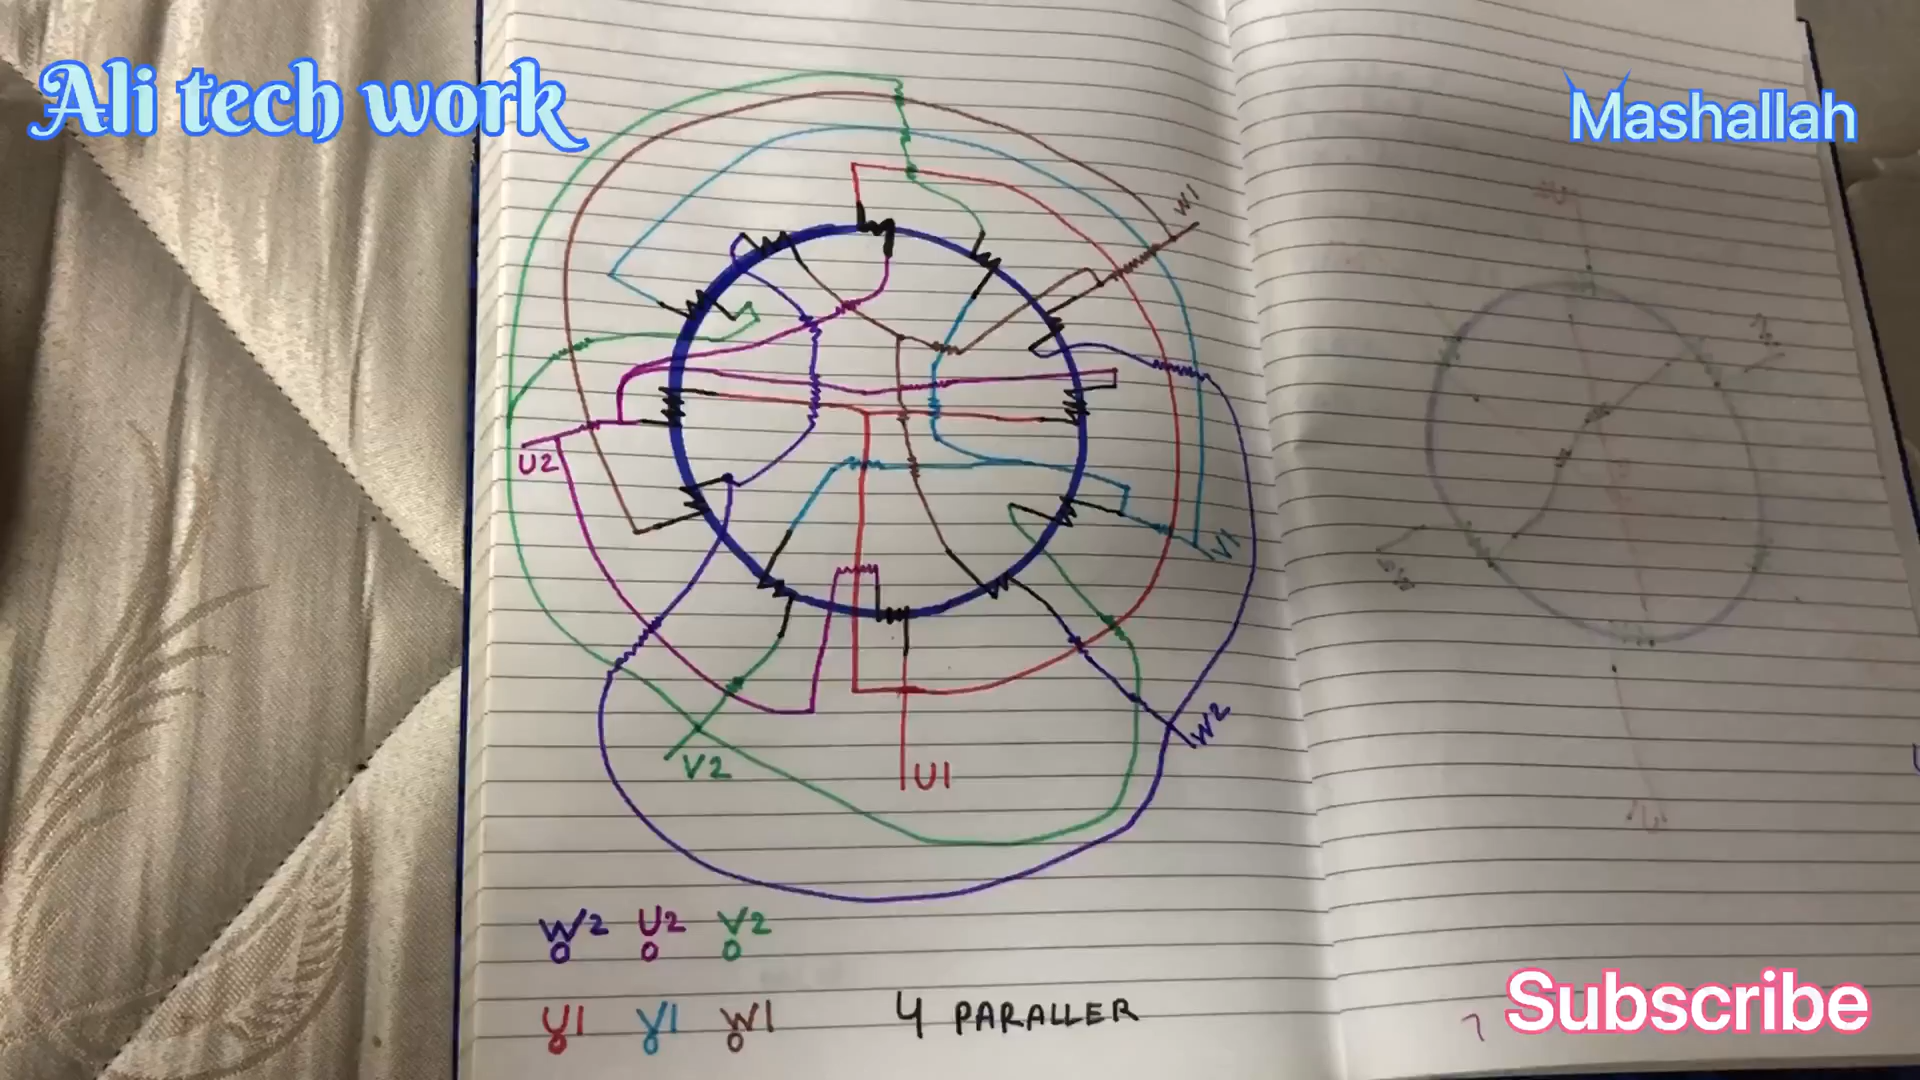 Ali tech work
Mashallah
W1
U2
V1
W2
V2
U1
W2 U2 V2
U1 V1 W1
4 PARALLER
Subscribe